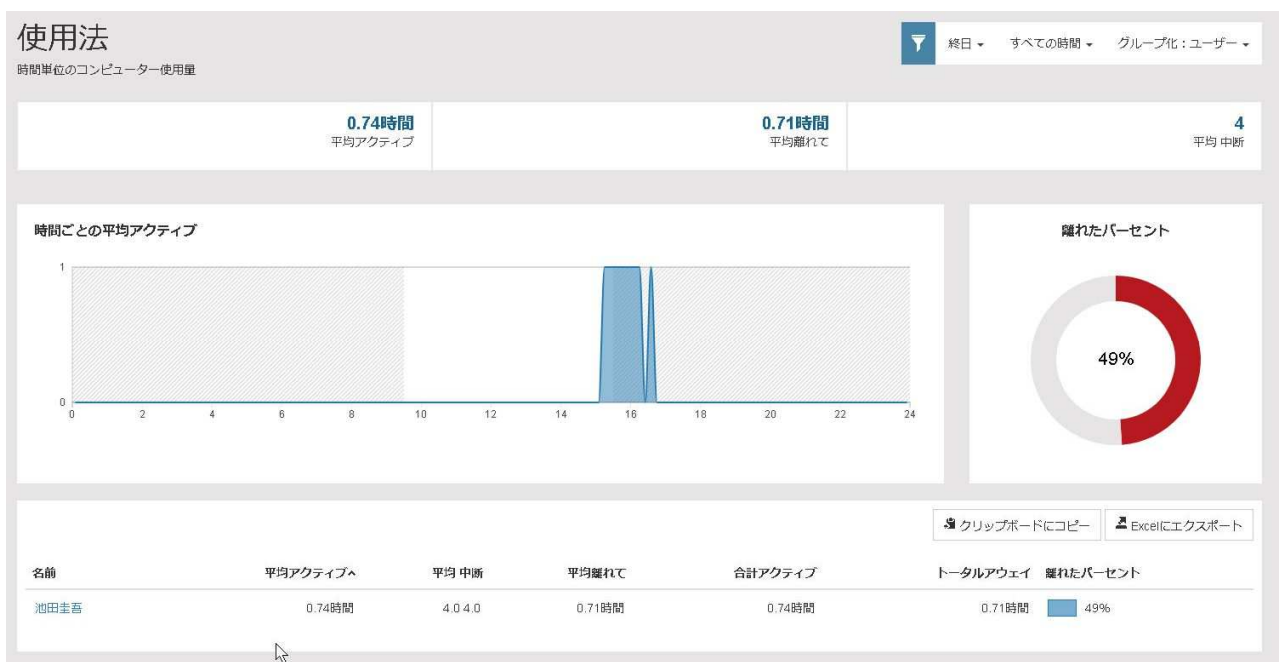 使用法
時間単位のコンピューター使用量
終日 すべての時間 グループ化:ユーザー
0.74時間
平均アクティブ
0.71時間
平均離れて
4
平均 中断
時間ごとの平均アクティブ
1
0
0 2 4 6 8 10 12 14 16 18 20 22 24
離れたパーセント
49%
クリップボードにコピー Excelにエクスポート
名前 平均アクティブ 平均 中断 平均離れて 合計アクティブ トータルアウェイ 離れたパーセント
池田圭吾 0.74時間 4.0 4.0 0.71時間 0.74時間 0.71時間 49%